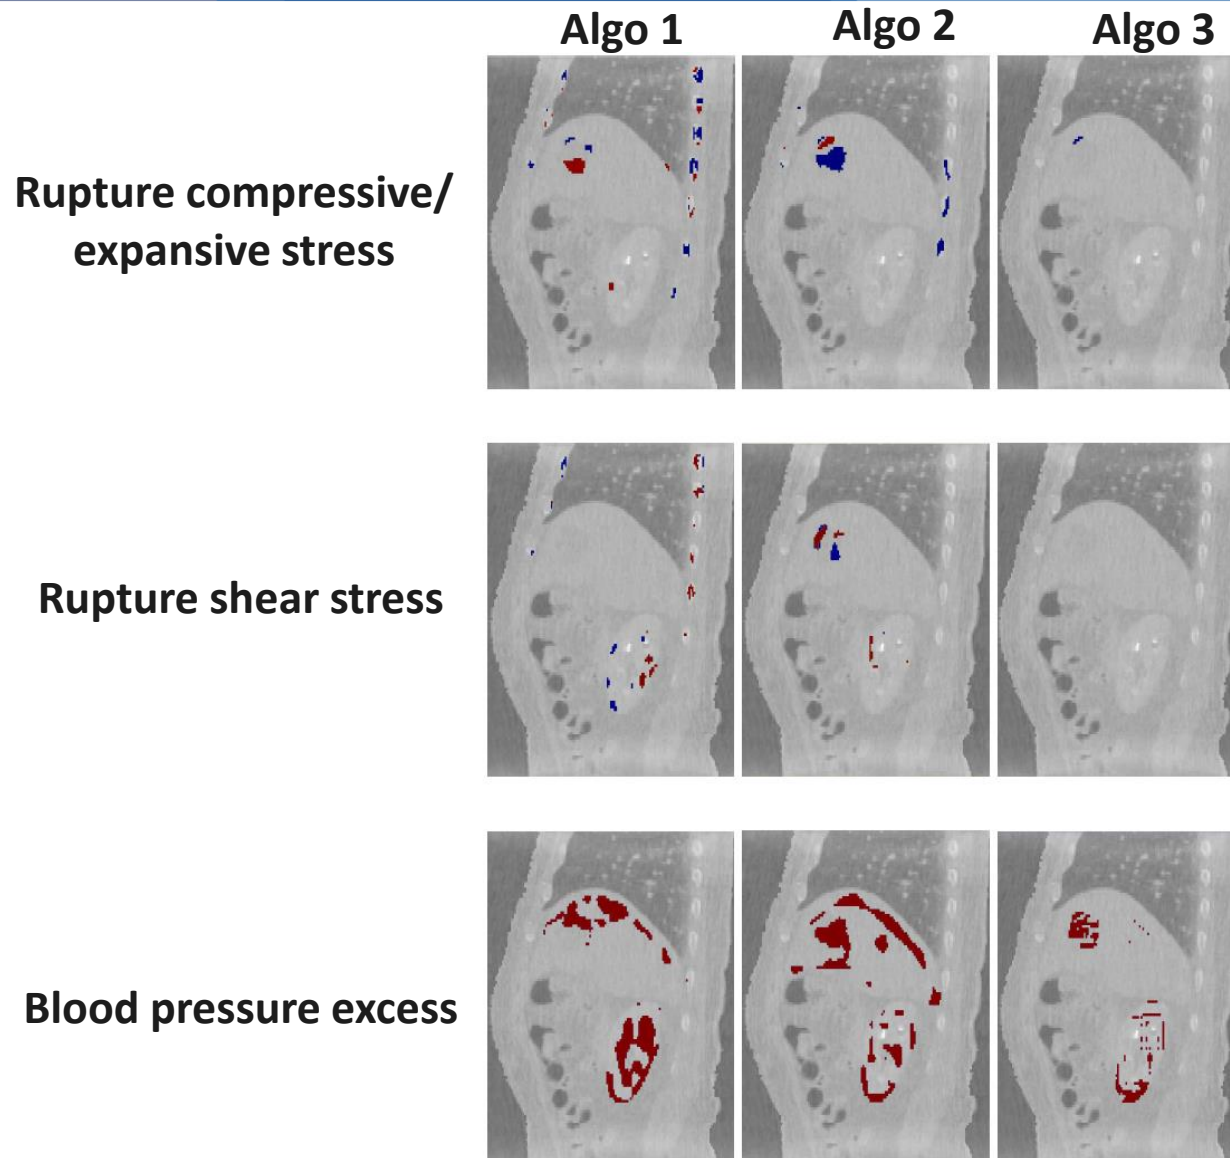 Algo 1
Algo 2
Algo 3
Rupture compressive/
expansive stress
Rupture shear stress
Blood pressure excess